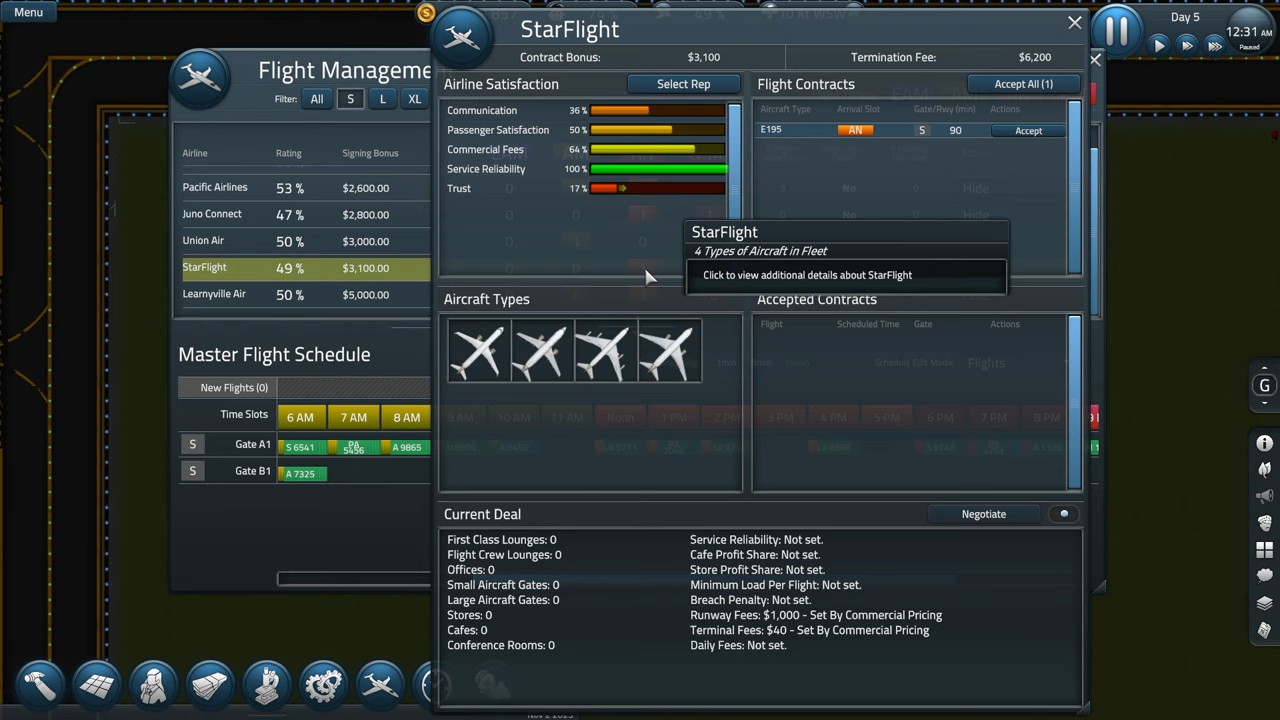 Menu
StarFlight
Day 5
12:31 AM
Paused
Contract Bonus: $3,100
Termination Fee: $6,200
Flight Manageme
Filter: All S L XL
Airline Satisfaction
Select Rep
Flight Contracts
Accept All (1)
Communication 36 %
Passenger Satisfaction 50 %
Commercial Fees 64 %
Service Reliability 100 %
Trust 17 %
Aircraft Type Arrival Slot Gate/Rwy (min) Actions
E195 AN S 90 Accept
Airline Rating Signing Bonus
Pacific Airlines 53 % $2,600.00
Juno Connect 47 % $2,800.00
Union Air 50 % $3,000.00
StarFlight 49 % $3,100.00
Learnyville Air 50 % $5,000.00
StarFlight
4 Types of Aircraft in Fleet
Click to view additional details about StarFlight
Aircraft Types
Accepted Contracts
Flight Scheduled Time Gate Actions
Master Flight Schedule
New Flights (0)
Time Slots 6 AM 7 AM 8 AM
S Gate A1 S 6541 PA 5456 A 9865
S Gate B1 A 7325
G
Current Deal
Negotiate
First Class Lounges: 0
Flight Crew Lounges: 0
Offices: 0
Small Aircraft Gates: 0
Large Aircraft Gates: 0
Stores: 0
Cafes: 0
Conference Rooms: 0
Service Reliability: Not set.
Cafe Profit Share: Not set.
Store Profit Share: Not set.
Minimum Load Per Flight: Not set.
Breach Penalty: Not set.
Runway Fees: $1,000 - Set By Commercial Pricing
Terminal Fees: $40 - Set By Commercial Pricing
Daily Fees: Not set.